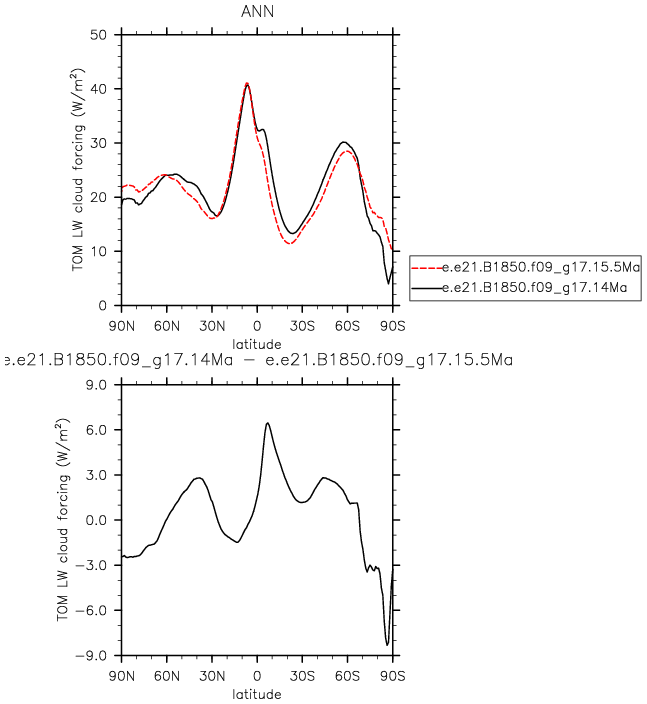 ANN
TOM LW cloud forcing (W/m²)
50
40
30
20
10
0
90N 60N 30N 0 30S 60S 90S
latitude
e.e21.B1850.f09_g17.15.5Ma
e.e21.B1850.f09_g17.14Ma
e.e21.B1850.f09_g17.14Ma − e.e21.B1850.f09_g17.15.5Ma
TOM LW cloud forcing (W/m²)
9.0
6.0
3.0
0.0
−3.0
−6.0
−9.0
90N 60N 30N 0 30S 60S 90S
latitude